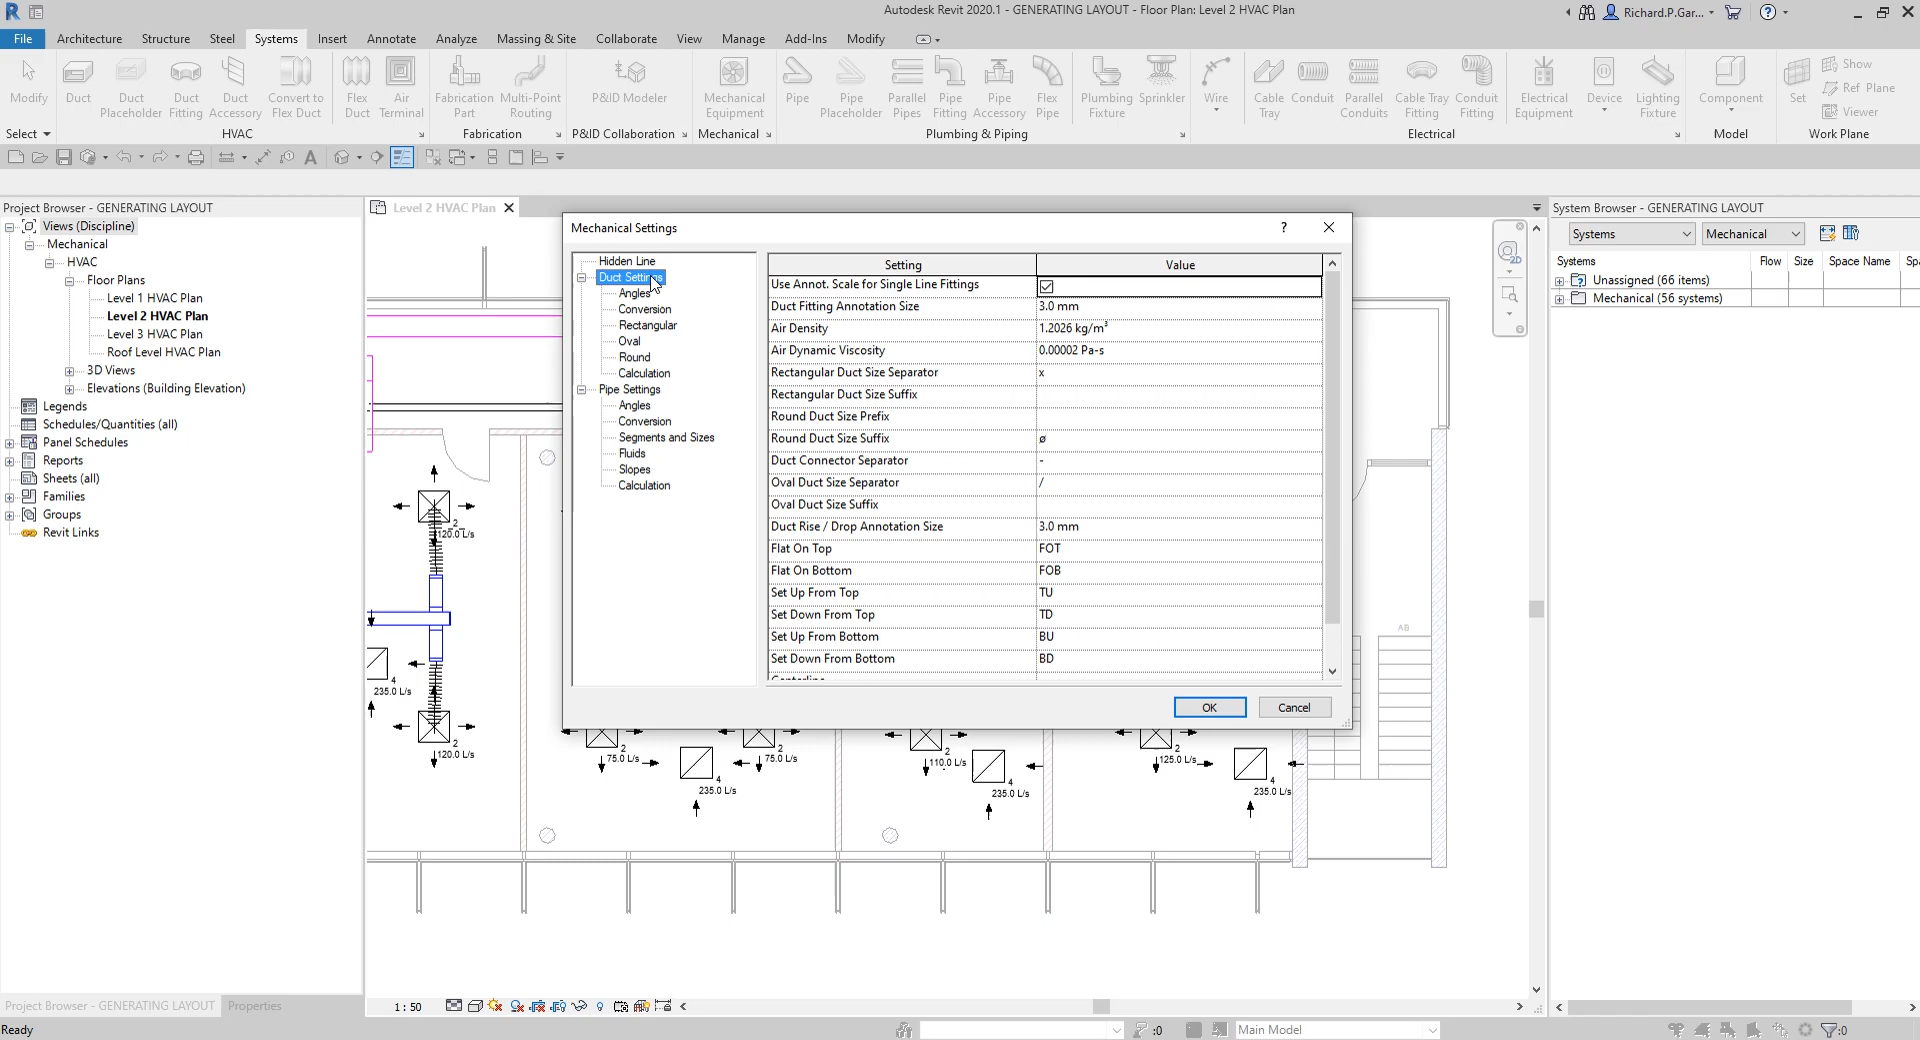 Autodesk Revit 2020.1 - GENERATING LAYOUT - Floor Plan: Level 2 HVAC Plan
Richard.P.Gar...
File Architecture Structure Steel Systems Insert Annotate Analyze Massing & Site Collaborate View Manage Add-Ins Modify
Modify
Duct
Duct Placeholder
Duct Fitting
Duct Accessory
Convert to Flex Duct
Flex Duct
Air Terminal
Fabrication Part
Multi-Point Routing
P&ID Modeler
Mechanical Equipment
Pipe
Pipe Placeholder
Parallel Pipes
Pipe Fitting
Pipe Accessory
Flex Pipe
Plumbing Fixture
Sprinkler
Wire
Cable Tray
Conduit
Parallel Conduits
Cable Tray Fitting
Conduit Fitting
Electrical Equipment
Device
Lighting Fixture
Component
Set
Show
Ref Plane
Viewer
Select HVAC Fabrication P&ID Collaboration Mechanical Plumbing & Piping Electrical Model Work Plane
Project Browser - GENERATING LAYOUT
Views (Discipline)
Mechanical
HVAC
Floor Plans
Level 1 HVAC Plan
Level 2 HVAC Plan
Level 3 HVAC Plan
Roof Level HVAC Plan
3D Views
Elevations (Building Elevation)
Legends
Schedules/Quantities (all)
Panel Schedules
Reports
Sheets (all)
Families
Groups
Revit Links
Project Browser - GENERATING LAYOUT Properties
Level 2 HVAC Plan
Mechanical Settings
?
Hidden Line
Duct Settings
Angles
Conversion
Rectangular
Oval
Round
Calculation
Pipe Settings
Angles
Conversion
Segments and Sizes
Fluids
Slopes
Calculation
Setting Value
Use Annot. Scale for Single Line Fittings
Duct Fitting Annotation Size 3.0 mm
Air Density 1.2026 kg/m³
Air Dynamic Viscosity 0.00002 Pa-s
Rectangular Duct Size Separator x
Rectangular Duct Size Suffix
Round Duct Size Prefix
Round Duct Size Suffix ø
Duct Connector Separator -
Oval Duct Size Separator /
Oval Duct Size Suffix
Duct Rise / Drop Annotation Size 3.0 mm
Flat On Top FOT
Flat On Bottom FOB
Set Up From Top TU
Set Down From Top TD
Set Up From Bottom BU
Set Down From Bottom BD
Centerline
OK Cancel
2
120.0 L/s
4
235.0 L/s
2
120.0 L/s
2
75.0 L/s
4
235.0 L/s
2
75.0 L/s
2
110.0 L/s
4
235.0 L/s
2
125.0 L/s
4
235.0 L/s
AB
2D
System Browser - GENERATING LAYOUT
Systems Mechanical
Systems Flow Size Space Name Spa
Unassigned (66 items)
Mechanical (56 systems)
1 : 50
Ready
:0
Main Model
:0